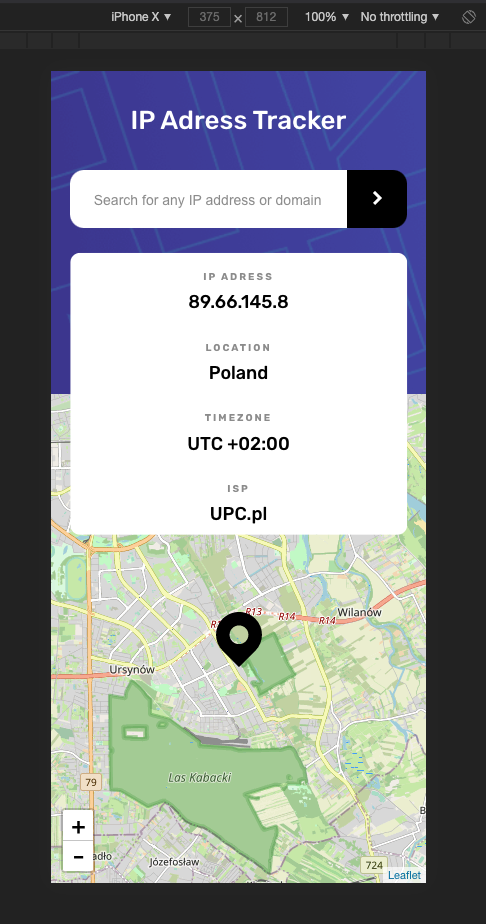 iPhone X ▼ 375 × 812 100% ▼ No throttling ▼
IP Adress Tracker
Search for any IP address or domain
IP ADRESS
89.66.145.8
LOCATION
Poland
TIMEZONE
UTC +02:00
ISP
UPC.pl
R13
R14
R14
Wilanów
Ursynów
Las Kabacki
79
+
−
adło
Józefosław
724
Leaflet